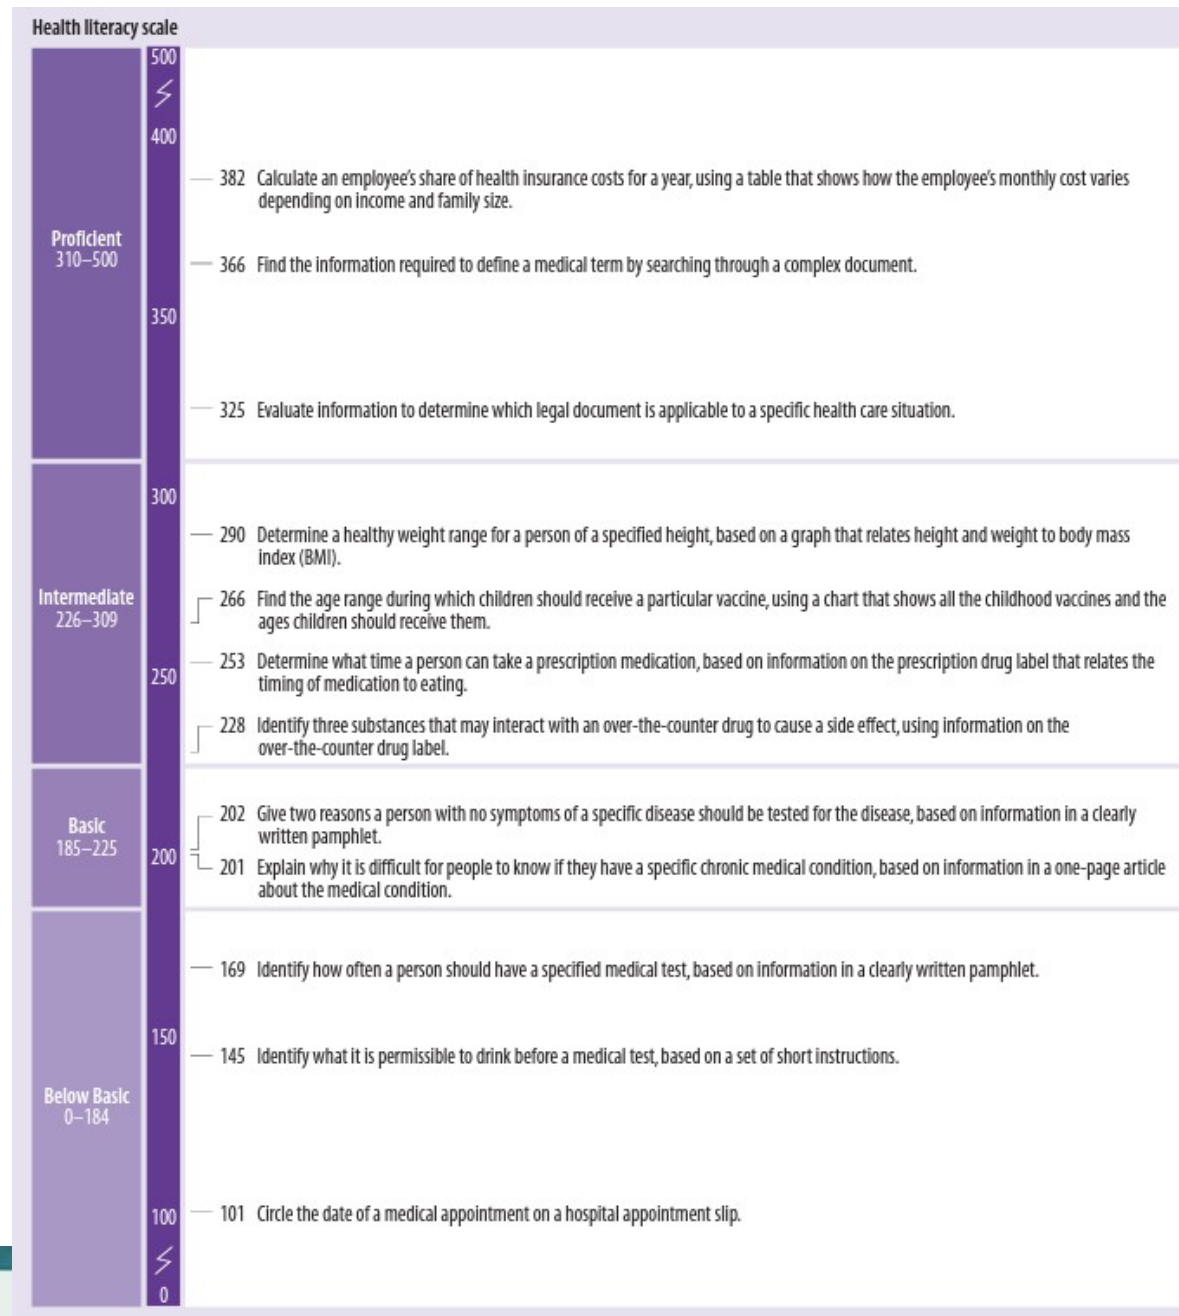 Health literacy scale
500
400
382 Calculate an employee's share of health insurance costs for a year, using a table that shows how the employee's monthly cost varies
depending on income and family size.
Proficient
310–500
366 Find the information required to define a medical term by searching through a complex document.
350
325 Evaluate information to determine which legal document is applicable to a specific health care situation.
300
290 Determine a healthy weight range for a person of a specified height, based on a graph that relates height and weight to body mass
index (BMI).
Intermediate
226–309
266 Find the age range during which children should receive a particular vaccine, using a chart that shows all the childhood vaccines and the
ages children should receive them.
253 Determine what time a person can take a prescription medication, based on information on the prescription drug label that relates the
timing of medication to eating.
250
228 Identify three substances that may interact with an over-the-counter drug to cause a side effect, using information on the
over-the-counter drug label.
Basic
185–225
202 Give two reasons a person with no symptoms of a specific disease should be tested for the disease, based on information in a clearly
written pamphlet.
200
201 Explain why it is difficult for people to know if they have a specific chronic medical condition, based on information in a one-page article
about the medical condition.
169 Identify how often a person should have a specified medical test, based on information in a clearly written pamphlet.
150
145 Identify what it is permissible to drink before a medical test, based on a set of short instructions.
Below Basic
0–184
100
101 Circle the date of a medical appointment on a hospital appointment slip.
0